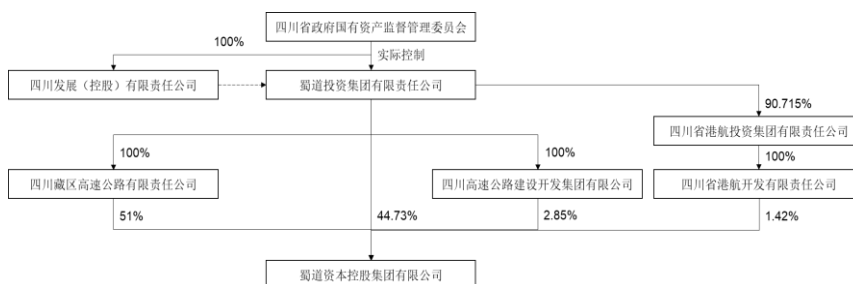 四川省政府国有资产监督管理委员会
100%
实际控制
四川发展（控股）有限责任公司
蜀道投资集团有限责任公司
90.715%
四川省港航投资集团有限责任公司
100%
100%
100%
四川藏区高速公路有限责任公司
四川高速公路建设开发集团有限公司
四川省港航开发有限责任公司
51%
44.73%
2.85%
1.42%
蜀道资本控股集团有限公司